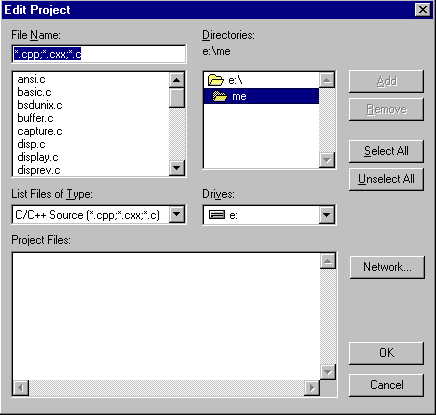 Edit Project
File Name:
*.cpp;*.cxx;*.c
ansi.c
basic.c
bsdunix.c
buffer.c
capture.c
disp.c
display.c
disprev.c
List Files of Type:
C/C++ Source (*.cpp;*.cxx;*.c)
Directories:
e:\me
e:\
me
Drives:
e:
Add
Remove
Select All
Unselect All
Project Files:
Network...
OK
Cancel